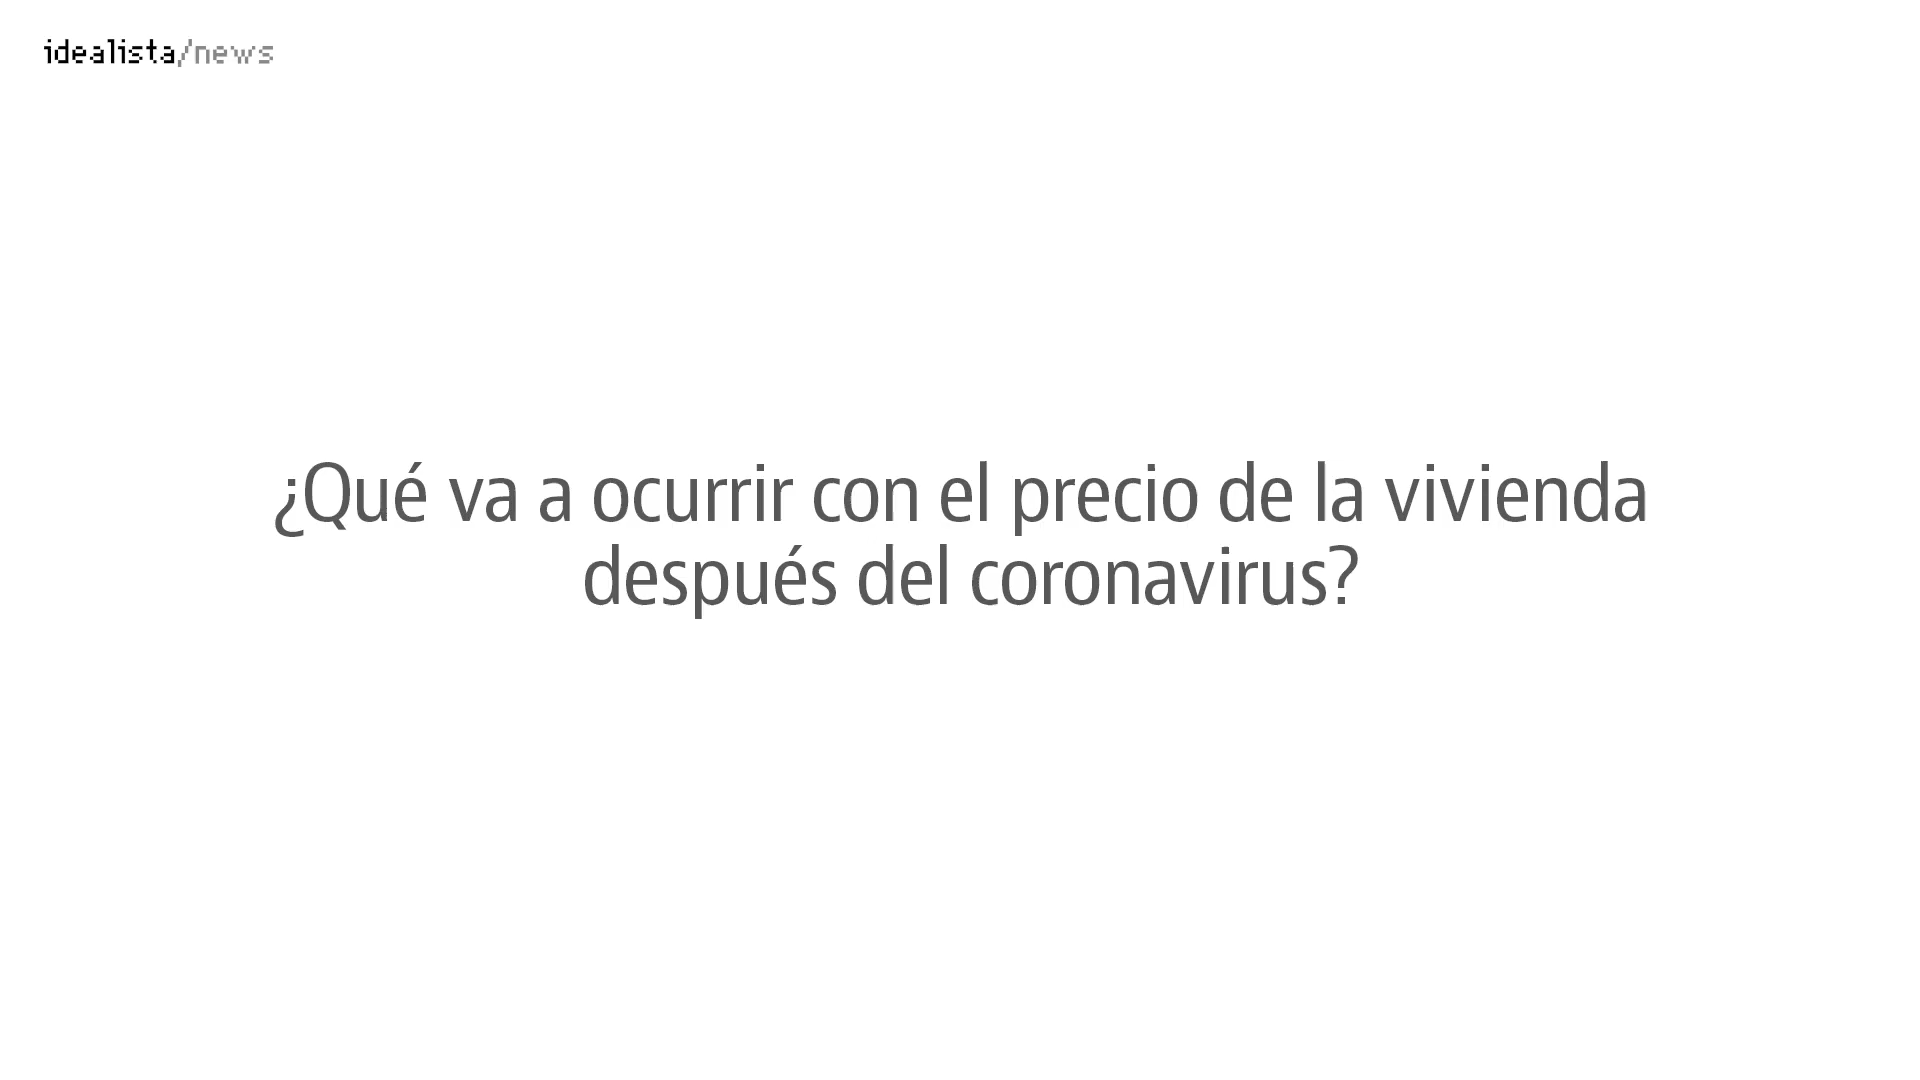 idealista/news
¿Qué va a ocurrir con el precio de la vivienda
después del coronavirus?